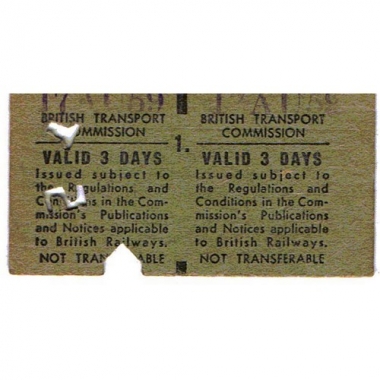 BRITISH TRANSPORT
COMMISSION
VALID 3 DAYS
Issued subject to
the Regulations and
Conditions in the Com-
mission's Publications
and Notices applicable
to British Railways.
NOT TRANSFERABLE
1.
BRITISH TRANSPORT
COMMISSION
VALID 3 DAYS
Issued subject to
the Regulations and
Conditions in the Com-
mission's Publications
and Notices applicable
to British Railways.
NOT TRANSFERABLE